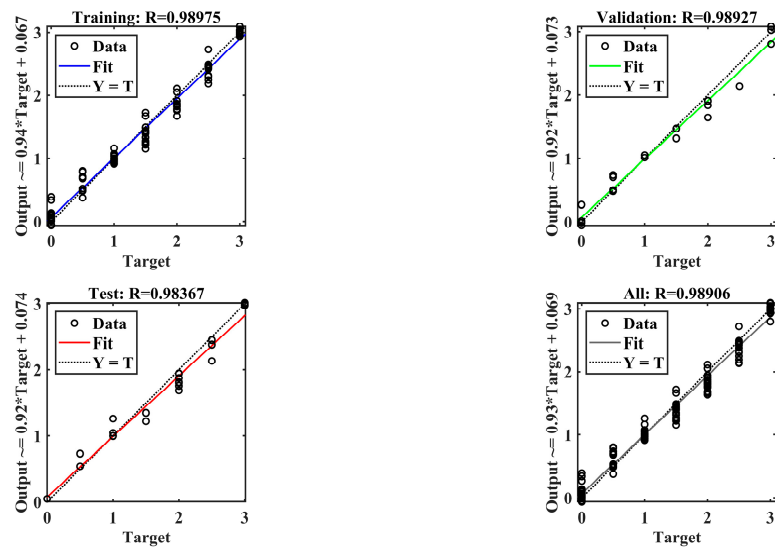 Training: R=0.98975
Output ~= 0.94*Target + 0.067
3
2
1
0
Data
Fit
Y = T
0 1 2 3
Target
Validation: R=0.98927
Output ~= 0.92*Target + 0.073
3
2
1
0
Data
Fit
Y = T
0 1 2 3
Target
Test: R=0.98367
Output ~= 0.92*Target + 0.074
3
2
1
0
Data
Fit
Y = T
0 1 2 3
Target
All: R=0.98906
Output ~= 0.93*Target + 0.069
3
2
1
0
Data
Fit
Y = T
0 1 2 3
Target